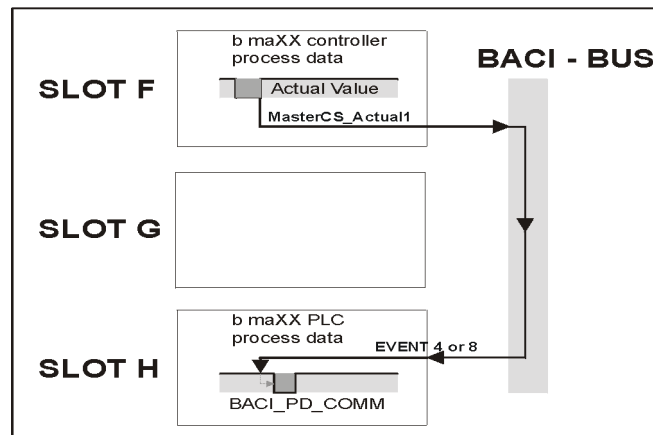 b maXX controller
process data
BACI - BUS
SLOT F
Actual Value
MasterCS_Actual1
SLOT G
b maXX PLC
process data
EVENT 4 or 8
SLOT H
BACI_PD_COMM